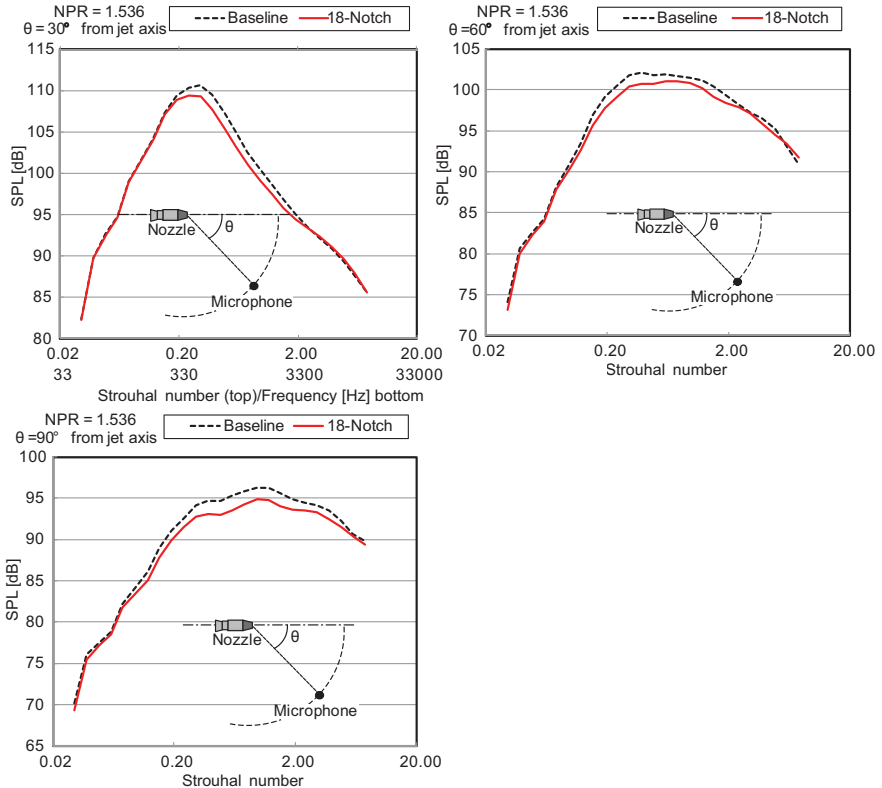 NPR = 1.536
θ = 30° from jet axis
Baseline 18-Notch
115
110
105
100
95
90
85
80
SPL [dB]
Nozzle
θ
Microphone
0.02 0.20 2.00 20.00
33 330 3300 33000
Strouhal number (top)/Frequency [Hz] bottom
NPR = 1.536
θ =60° from jet axis
Baseline 18-Notch
105
100
95
90
85
80
75
70
SPL [dB]
Nozzle
θ
Microphone
0.02 0.20 2.00 20.00
Strouhal number
NPR = 1.536
θ =90° from jet axis
Baseline 18-Notch
100
95
90
85
80
75
70
65
SPL [dB]
Nozzle
θ
Microphone
0.02 0.20 2.00 20.00
Strouhal number